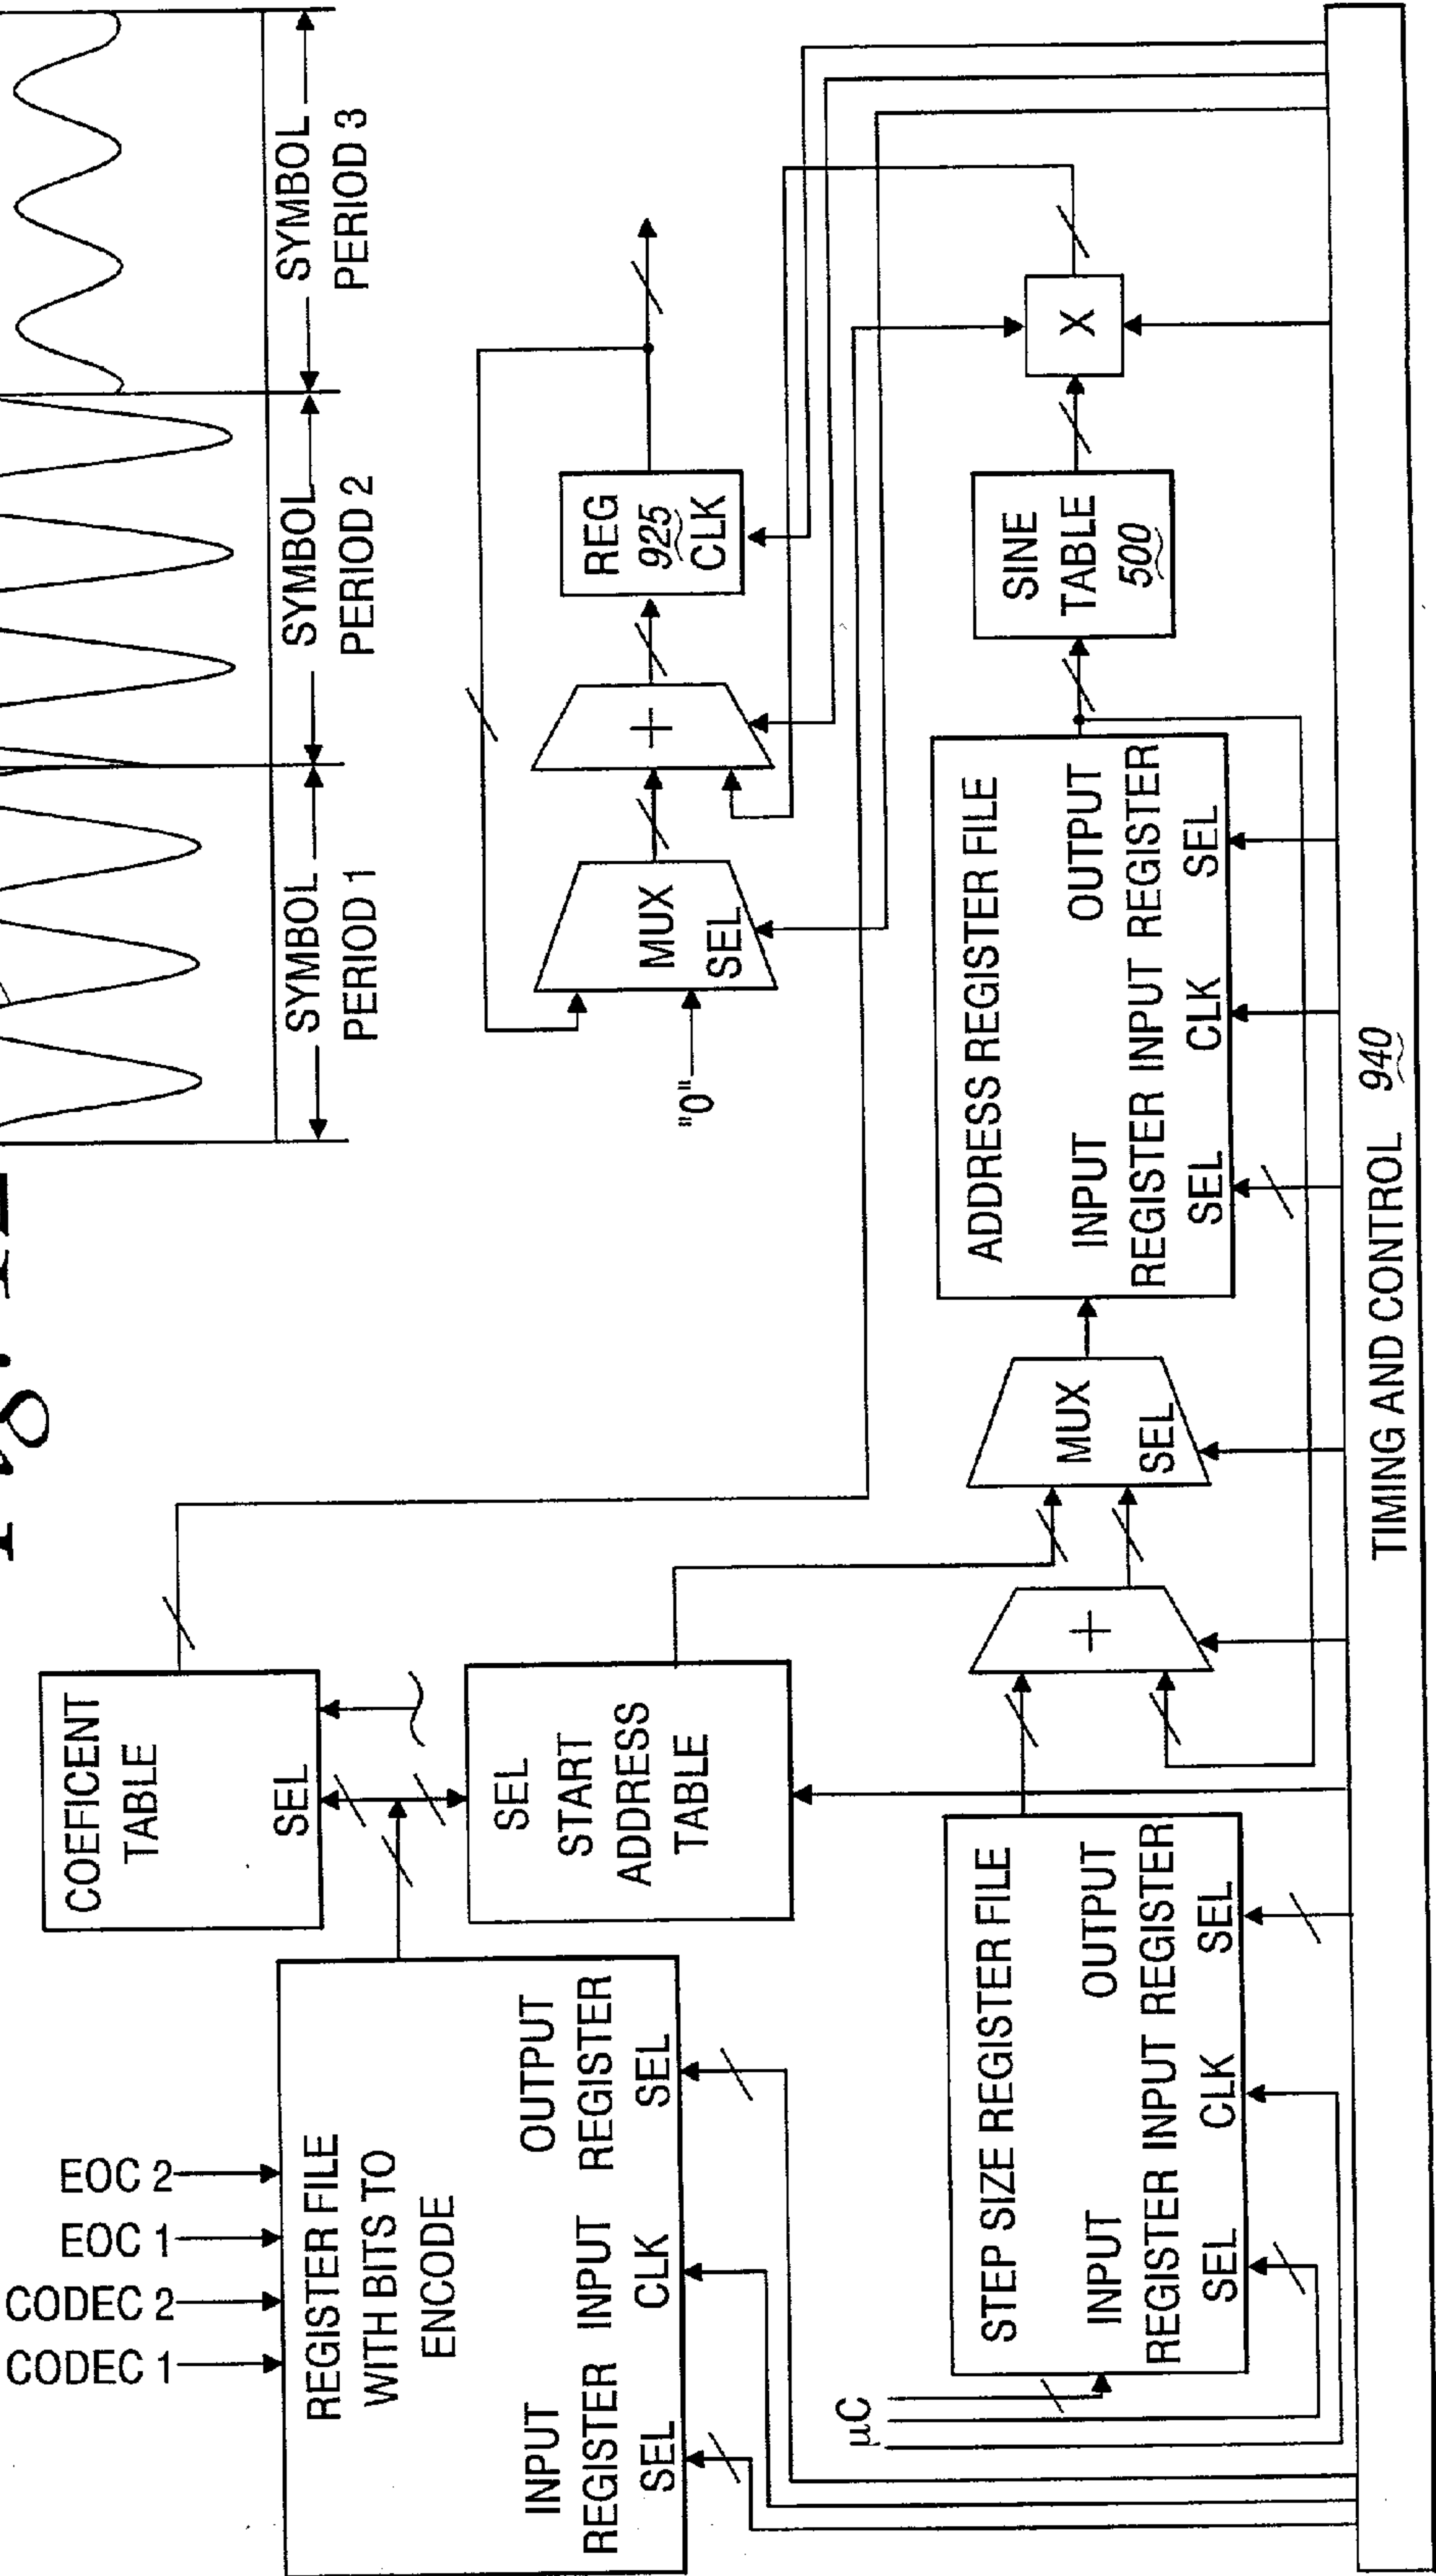 SYMBOL
PERIOD 1
SYMBOL
PERIOD 2
SYMBOL
PERIOD 3
CODEC 1
CODEC 2
EOC 1
EOC 2
REGISTER FILE
WITH BITS TO
ENCODE
INPUT OUTPUT
REGISTER INPUT REGISTER
SEL CLK SEL
COEFICENT
TABLE
SEL
SEL
START
ADDRESS
TABLE
"0"
MUX
SEL
+
REG
925
CLK
µC
STEP SIZE REGISTER FILE
INPUT OUTPUT
REGISTER INPUT REGISTER
SEL CLK SEL
+
MUX
SEL
ADDRESS REGISTER FILE
INPUT OUTPUT
REGISTER INPUT REGISTER
SEL CLK SEL
SINE
TABLE
500
X
TIMING AND CONTROL 940